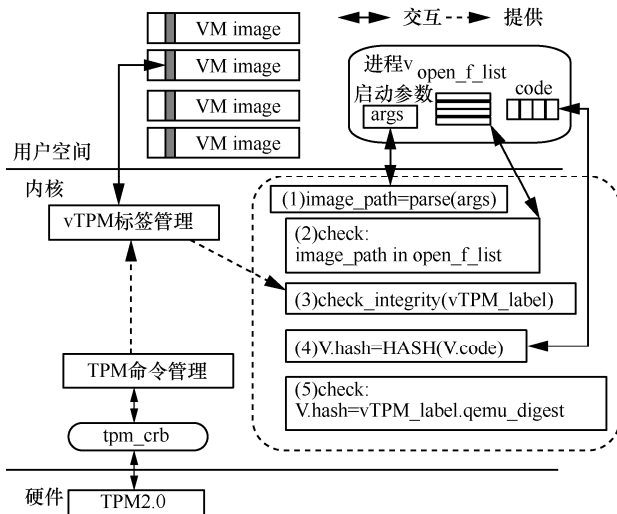 交互
提供
VM image
VM image
VM image
VM image
进程v
open_f_list
启动参数
code
args
用户空间
内核
(1)image_path=parse(args)
vTPM标签管理
(2)check:
image_path in open_f_list
(3)check_integrity(vTPM_label)
(4)V.hash=HASH(V.code)
TPM命令管理
(5)check:
V.hash=vTPM_label.qemu_digest
tpm_crb
硬件
TPM2.0